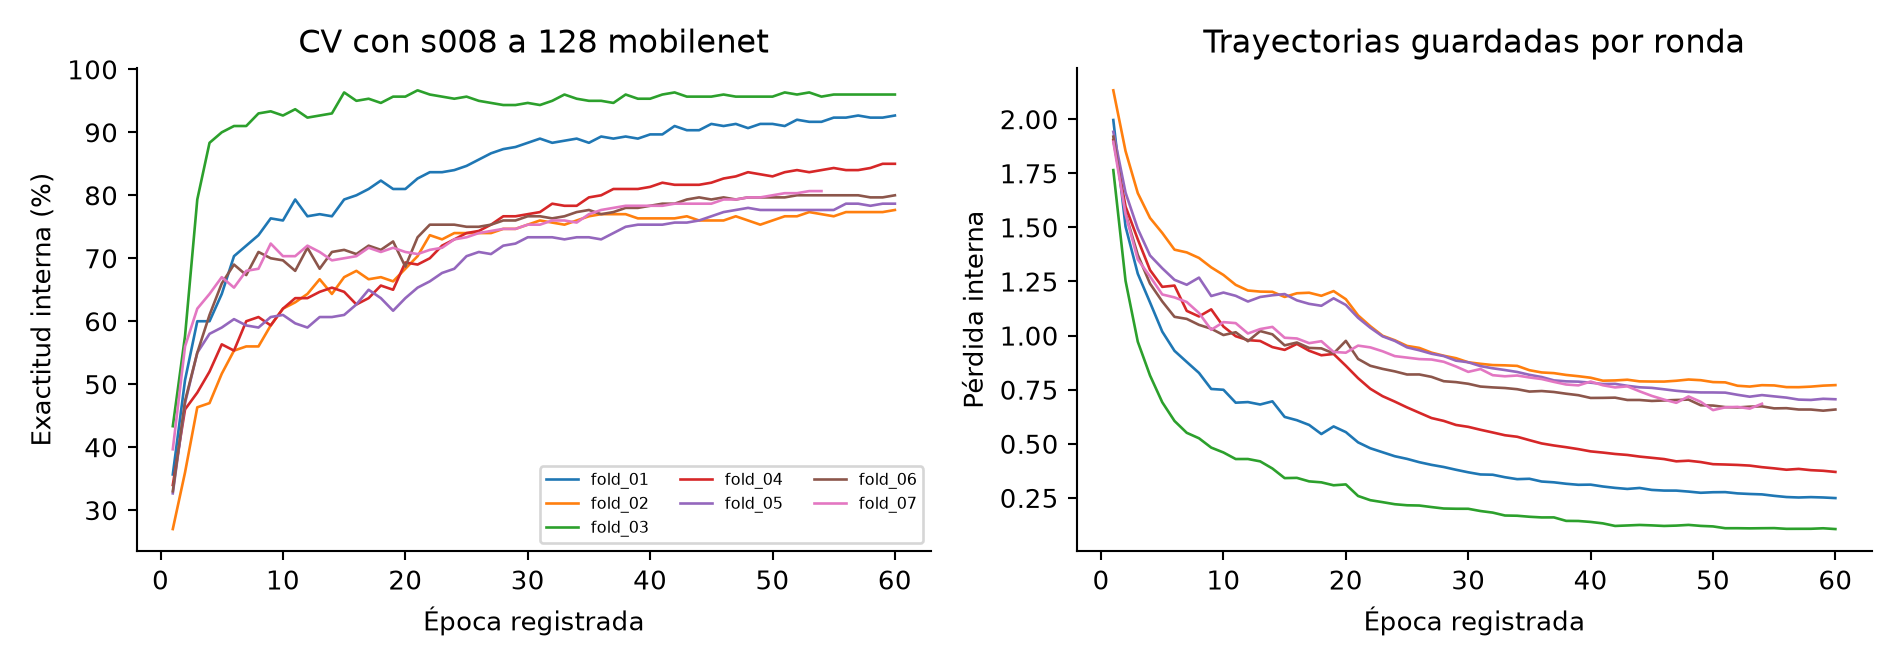 CV con s008 a 128 mobilenet
Exactitud interna (%)
100
90
80
70
60
50
40
30
0 10 20 30 40 50 60
Época registrada
fold_01 fold_04 fold_06
fold_02 fold_05 fold_07
fold_03
Trayectorias guardadas por ronda
Pérdida interna
2.00
1.75
1.50
1.25
1.00
0.75
0.50
0.25
0 10 20 30 40 50 60
Época registrada